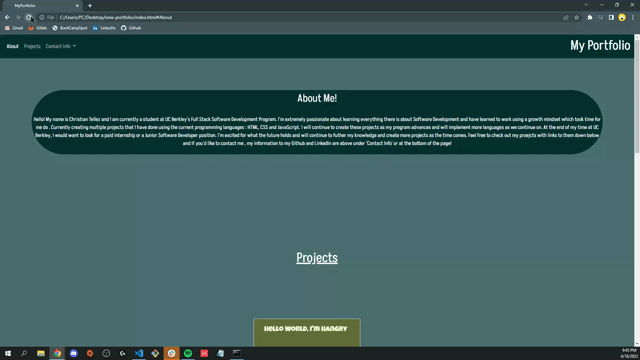 MyPortfolio
File
C:/Users/PC/Desktop/new-portfolio/index.html#About
Gmail
Gitlab
BootCampSpot
LinkedIn
GitHub
About
Projects
Contact Info
My Portfolio
About Me!
Hello! My name is Christian Tellez and I am currently a student at UC Berkley's Full Stack Software Development Program. I'm extremely passionate about learning everything there is about Software Development and have learned to work using a growth mindset which took time for
me do . Currently creating multiple projects that I have done using the current programming languages : HTML, CSS and JavaScript. I will continue to create these projects as my program advances and will implement more languages as we continue on. At the end of my time at UC
Berkley, I would want to look for a paid internship or a Junior Software Developer position. I'm excited for what the future holds and will continue to futher my knowledge and create more projects as the time comes. Feel free to check out my proejcts with links to them down below
and if you'd like to contact me , my information to my Github and Linkedin are above under 'Contact Info' or at the bottom of the page!
Projects
HELLO WORLD, I'M HANGRY
9:45 PM
4/14/2022